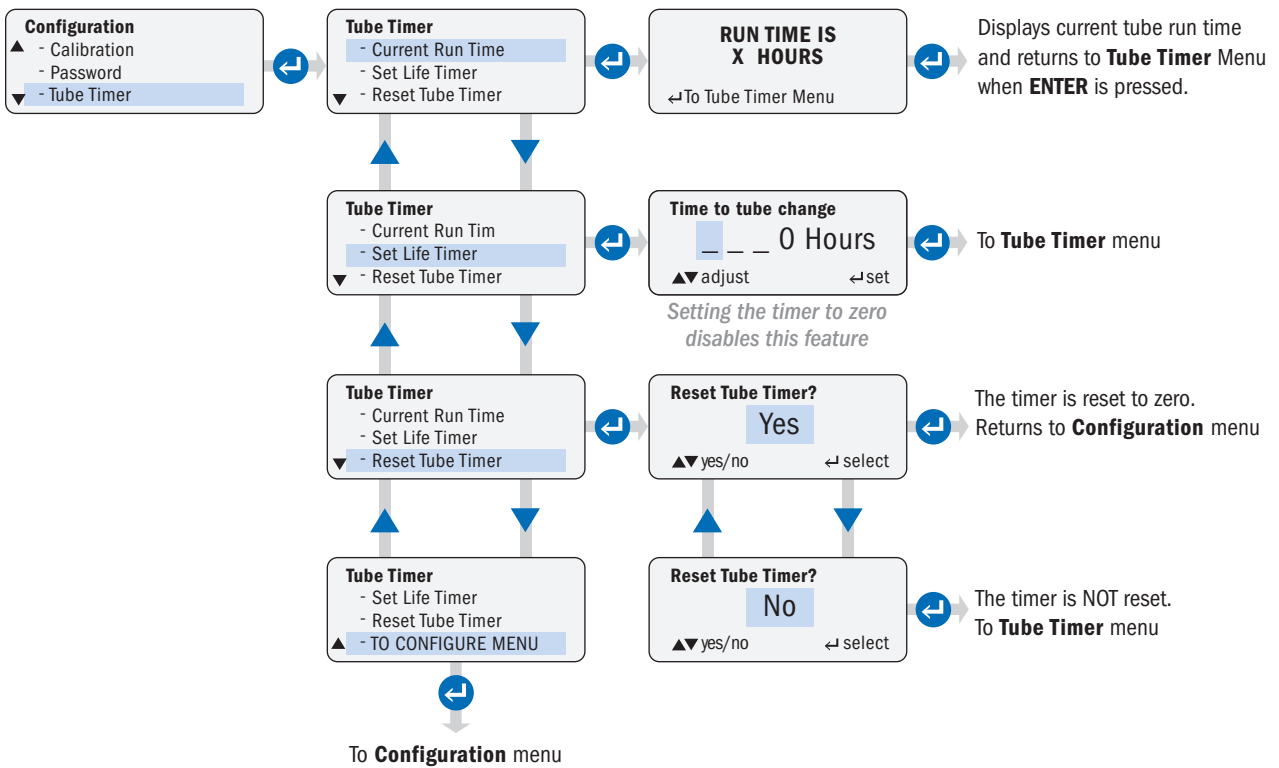 Configuration
▲ - Calibration
- Password
▼ - Tube Timer
Tube Timer
- Current Run Time
- Set Life Timer
▼ - Reset Tube Timer
RUN TIME IS
X HOURS
↵To Tube Timer Menu
Displays current tube run time
and returns to Tube Timer Menu
when ENTER is pressed.
Tube Timer
- Current Run Tim
- Set Life Timer
▼ - Reset Tube Timer
Time to tube change
_ _ _ 0 Hours
▲▼ adjust ↵ set
Setting the timer to zero
disables this feature
To Tube Timer menu
Tube Timer
- Current Run Time
- Set Life Timer
▼ - Reset Tube Timer
Reset Tube Timer?
Yes
▲▼ yes/no ↵ select
The timer is reset to zero.
Returns to Configuration menu
Tube Timer
- Set Life Timer
- Reset Tube Timer
▲ - TO CONFIGURE MENU
Reset Tube Timer?
No
▲▼ yes/no ↵ select
The timer is NOT reset.
To Tube Timer menu
To Configuration menu